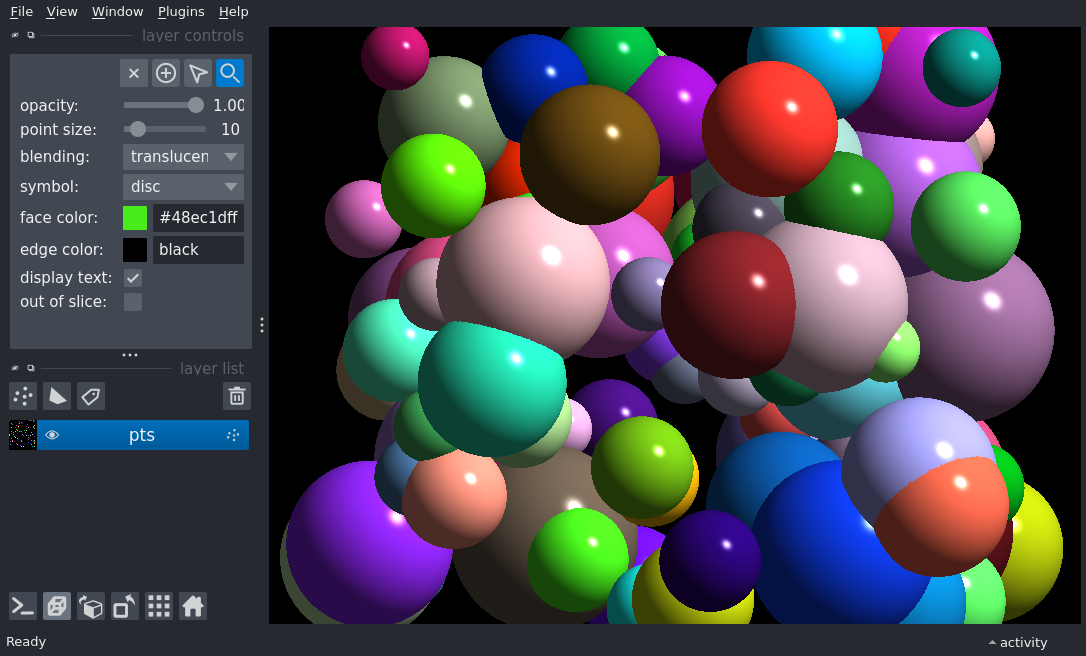 File View Window Plugins Help
layer controls
opacity: 1.00
point size: 10
blending: translucen
symbol: disc
face color: #48ec1dff
edge color: black
display text:
out of slice:
layer list
pts
Ready
activity